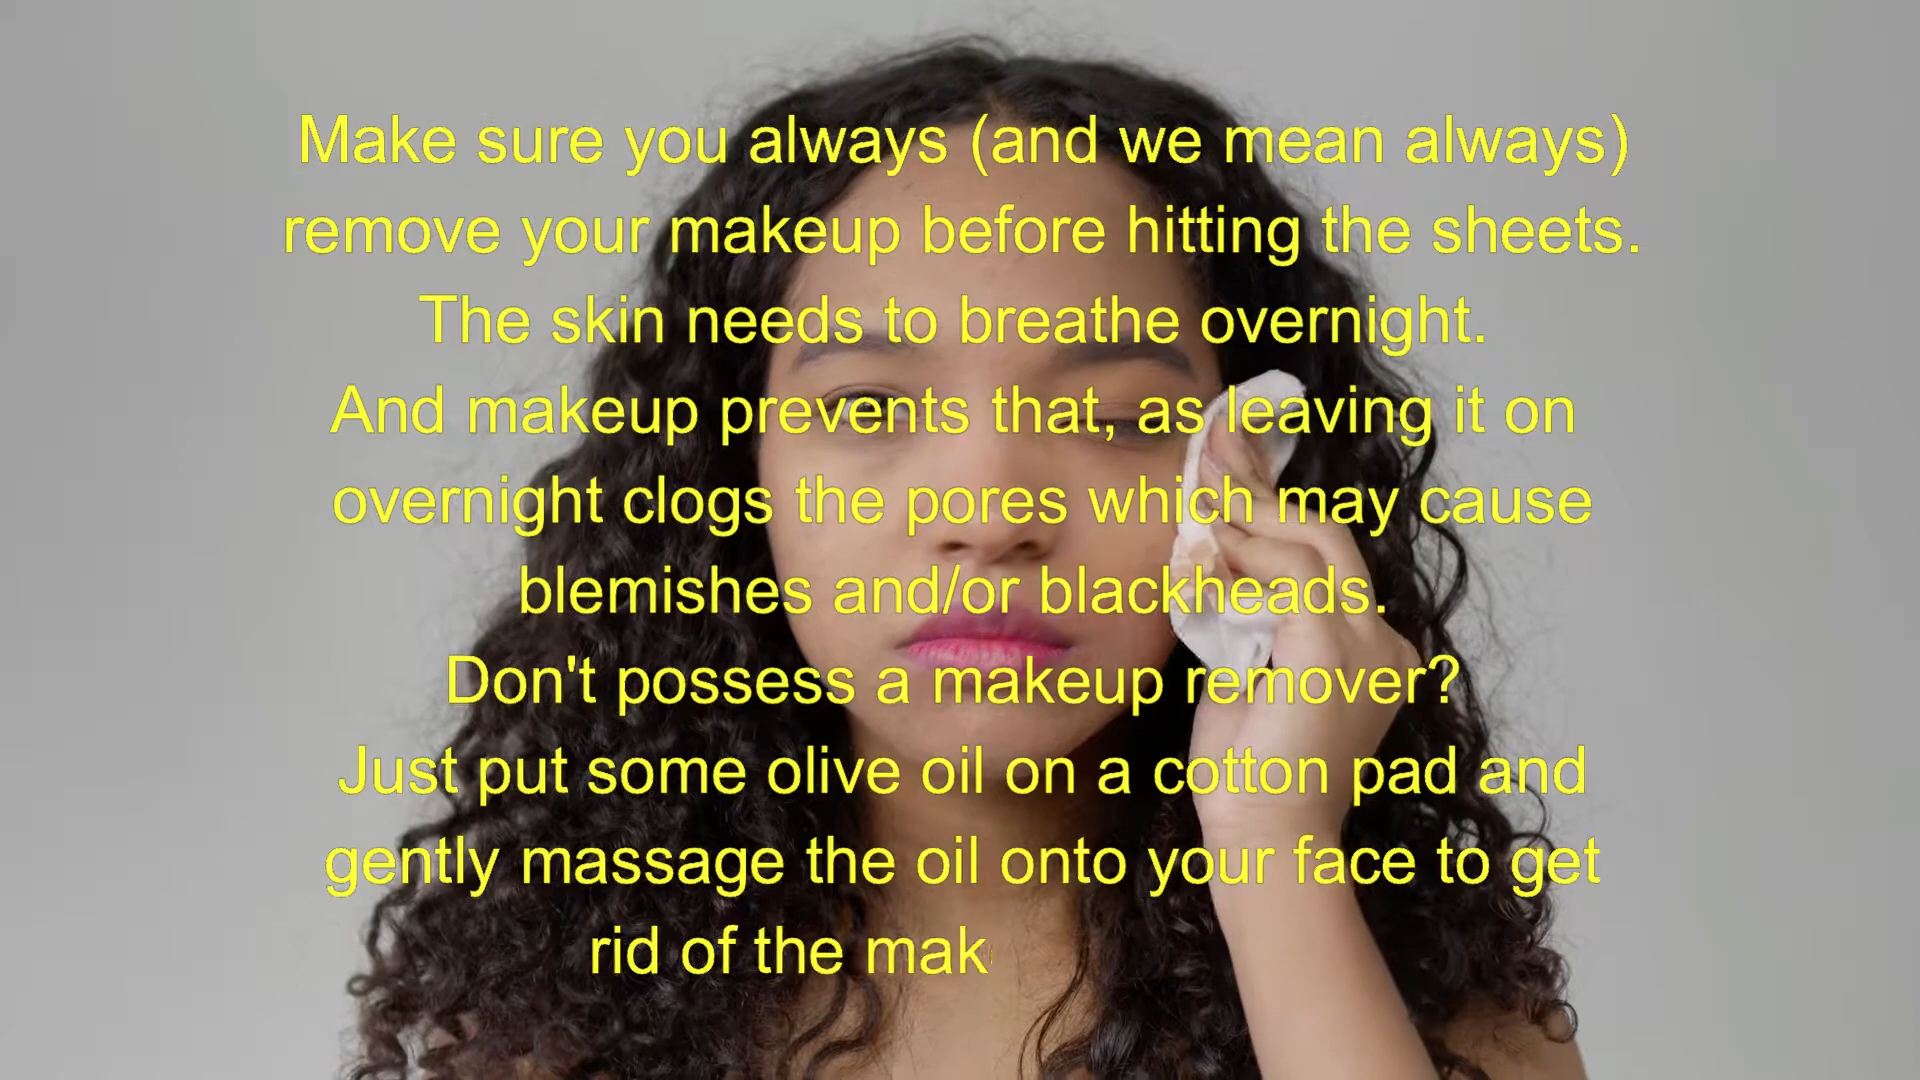 Make sure you always (and we mean always)
remove your makeup before hitting the sheets.
The skin needs to breathe overnight.
And makeup prevents that, as leaving it on
overnight clogs the pores which may cause
blemishes and/or blackheads.
Don't possess a makeup remover?
Just put some olive oil on a cotton pad and
gently massage the oil onto your face to get
rid of the mak